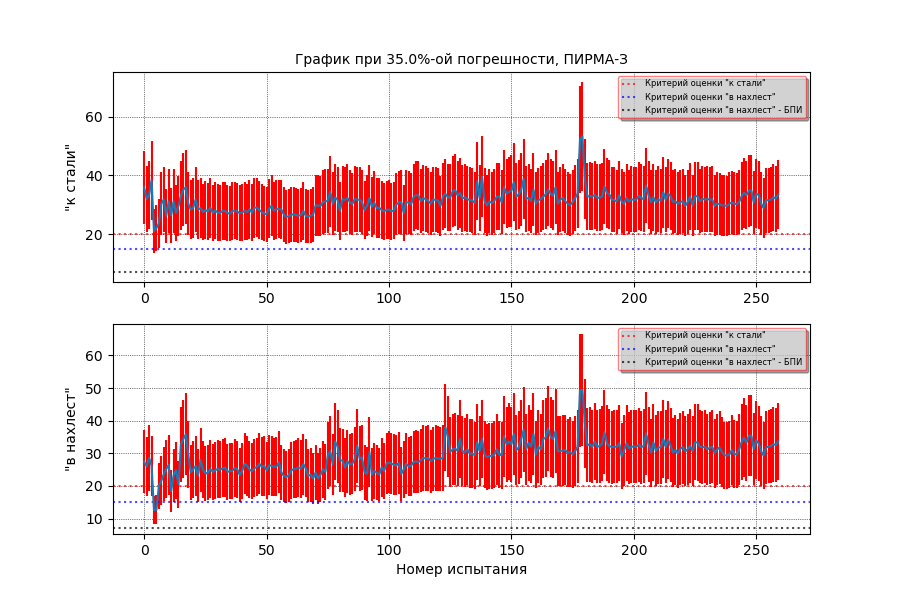 График при 35.0%-ой погрешности, ПИРМА-3
"к стали"
60
40
20
Критерий оценки "к стали"
Критерий оценки "в нахлест"
Критерий оценки "в нахлест" - БПИ
0 50 100 150 200 250
"в нахлест"
60
50
40
30
20
10
Критерий оценки "к стали"
Критерий оценки "в нахлест"
Критерий оценки "в нахлест" - БПИ
0 50 100 150 200 250
Номер испытания